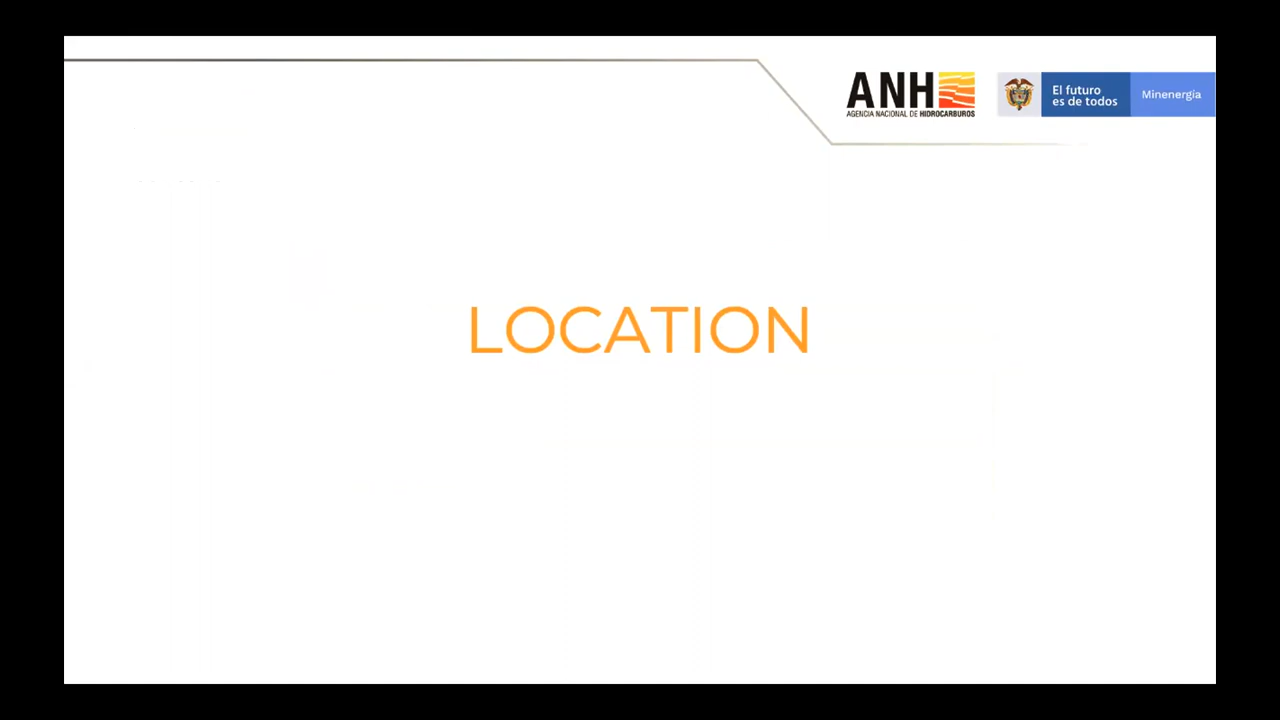 ANH
AGENCIA NACIONAL DE HIDROCARBUROS
El futuro
es de todos
Minenergía
LOCATION